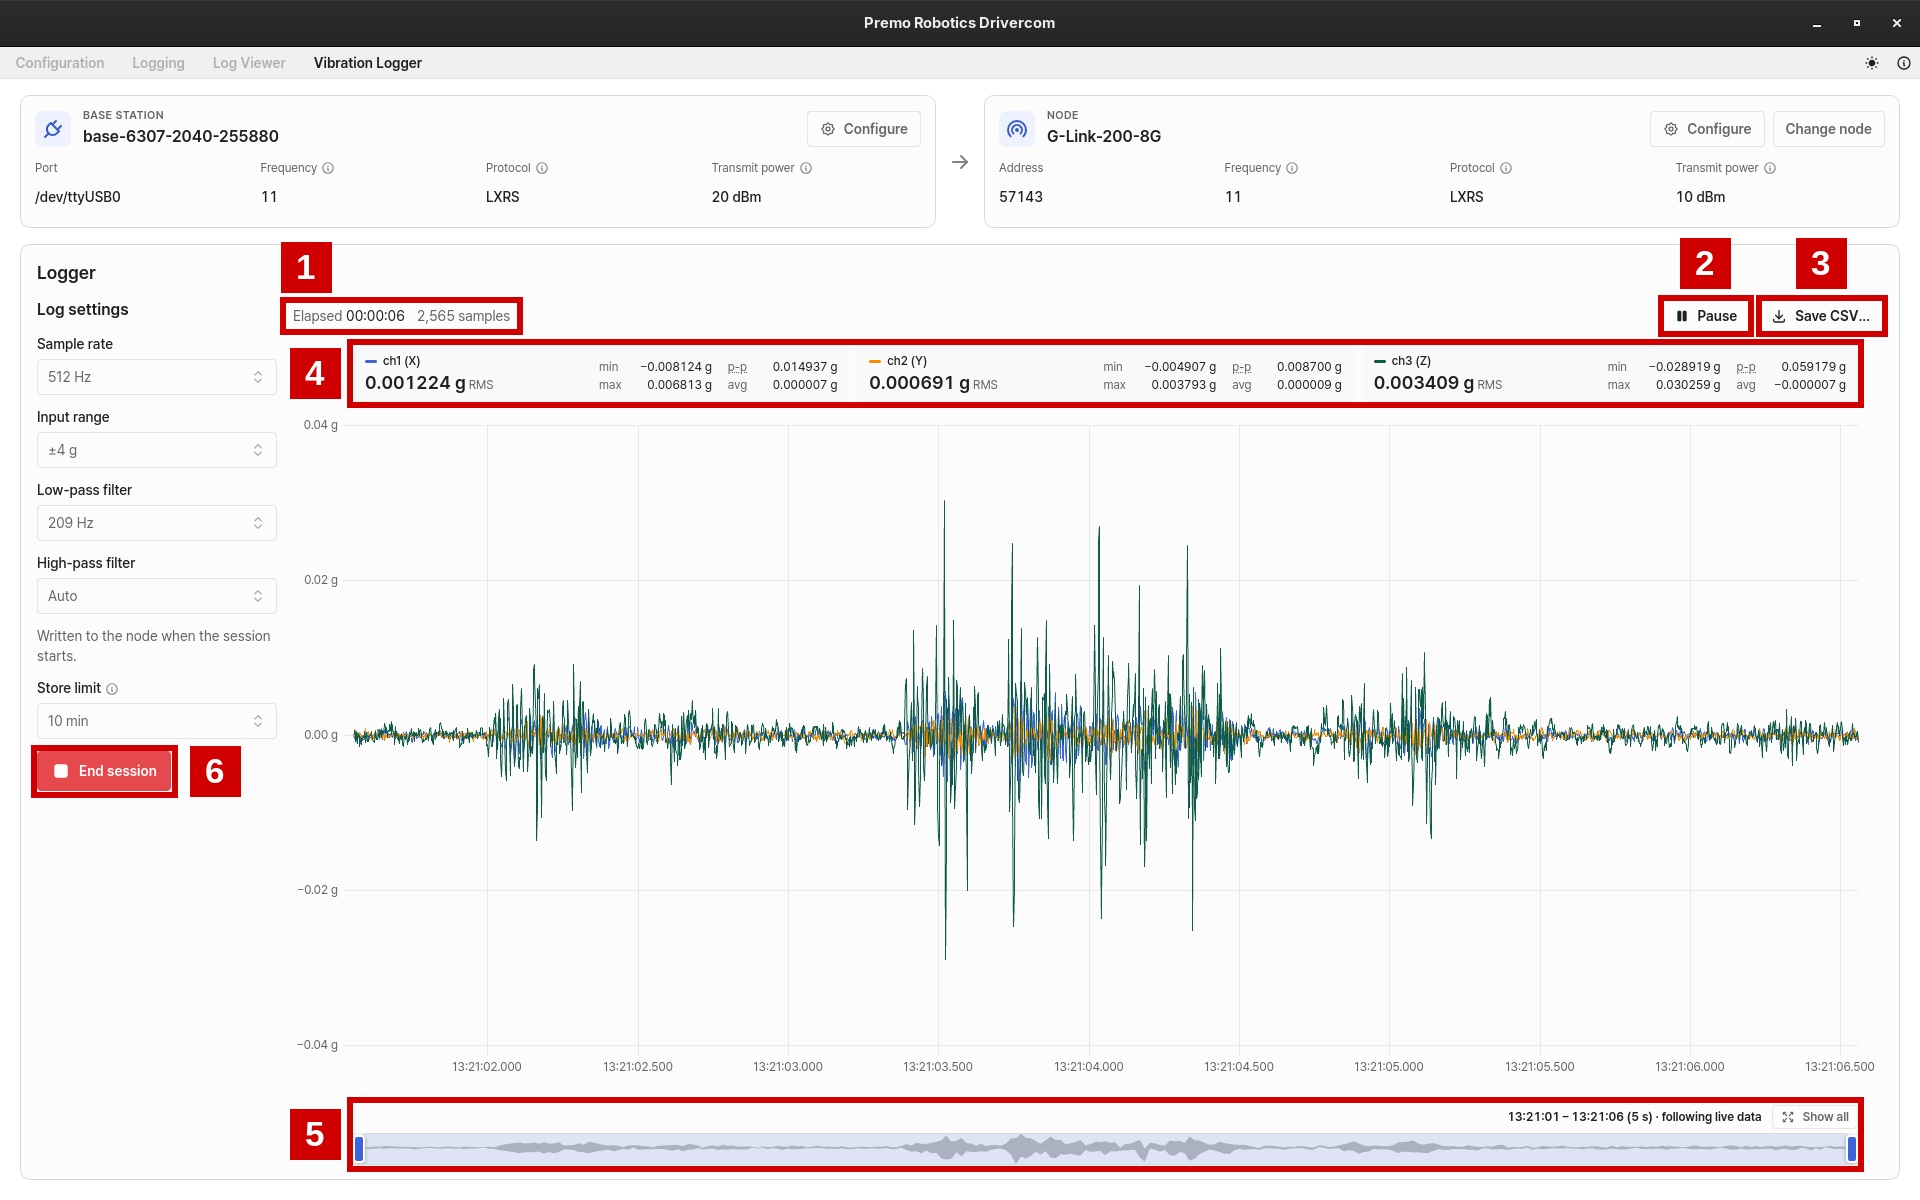 Premo Robotics Drivercom
Configuration Logging Log Viewer Vibration Logger
BASE STATION
base-6307-2040-255880
Configure
Port Frequency Protocol Transmit power
/dev/ttyUSB0 11 LXRS 20 dBm
NODE
G-Link-200-8G
Configure Change node
Address Frequency Protocol Transmit power
57143 11 LXRS 10 dBm
Logger
Log settings
Sample rate
512 Hz
Input range
±4 g
Low-pass filter
209 Hz
High-pass filter
Auto
Written to the node when the session
starts.
Store limit
10 min
End session
6
1
Elapsed 00:00:06 2,565 samples
2
Pause
3
Save CSV...
4
ch1 (X)
0.001224 g RMS
min −0.008124 g p-p 0.014937 g
max 0.006813 g avg 0.000007 g
ch2 (Y)
0.000691 g RMS
min −0.004907 g p-p 0.008700 g
max 0.003793 g avg 0.000009 g
ch3 (Z)
0.003409 g RMS
min −0.028919 g p-p 0.059179 g
max 0.030259 g avg −0.000007 g
0.04 g
0.02 g
0.00 g
−0.02 g
−0.04 g
13:21:02.000 13:21:02.500 13:21:03.000 13:21:03.500 13:21:04.000 13:21:04.500 13:21:05.000 13:21:05.500 13:21:06.000 13:21:06.500
5
13:21:01 – 13:21:06 (5 s) · following live data Show all